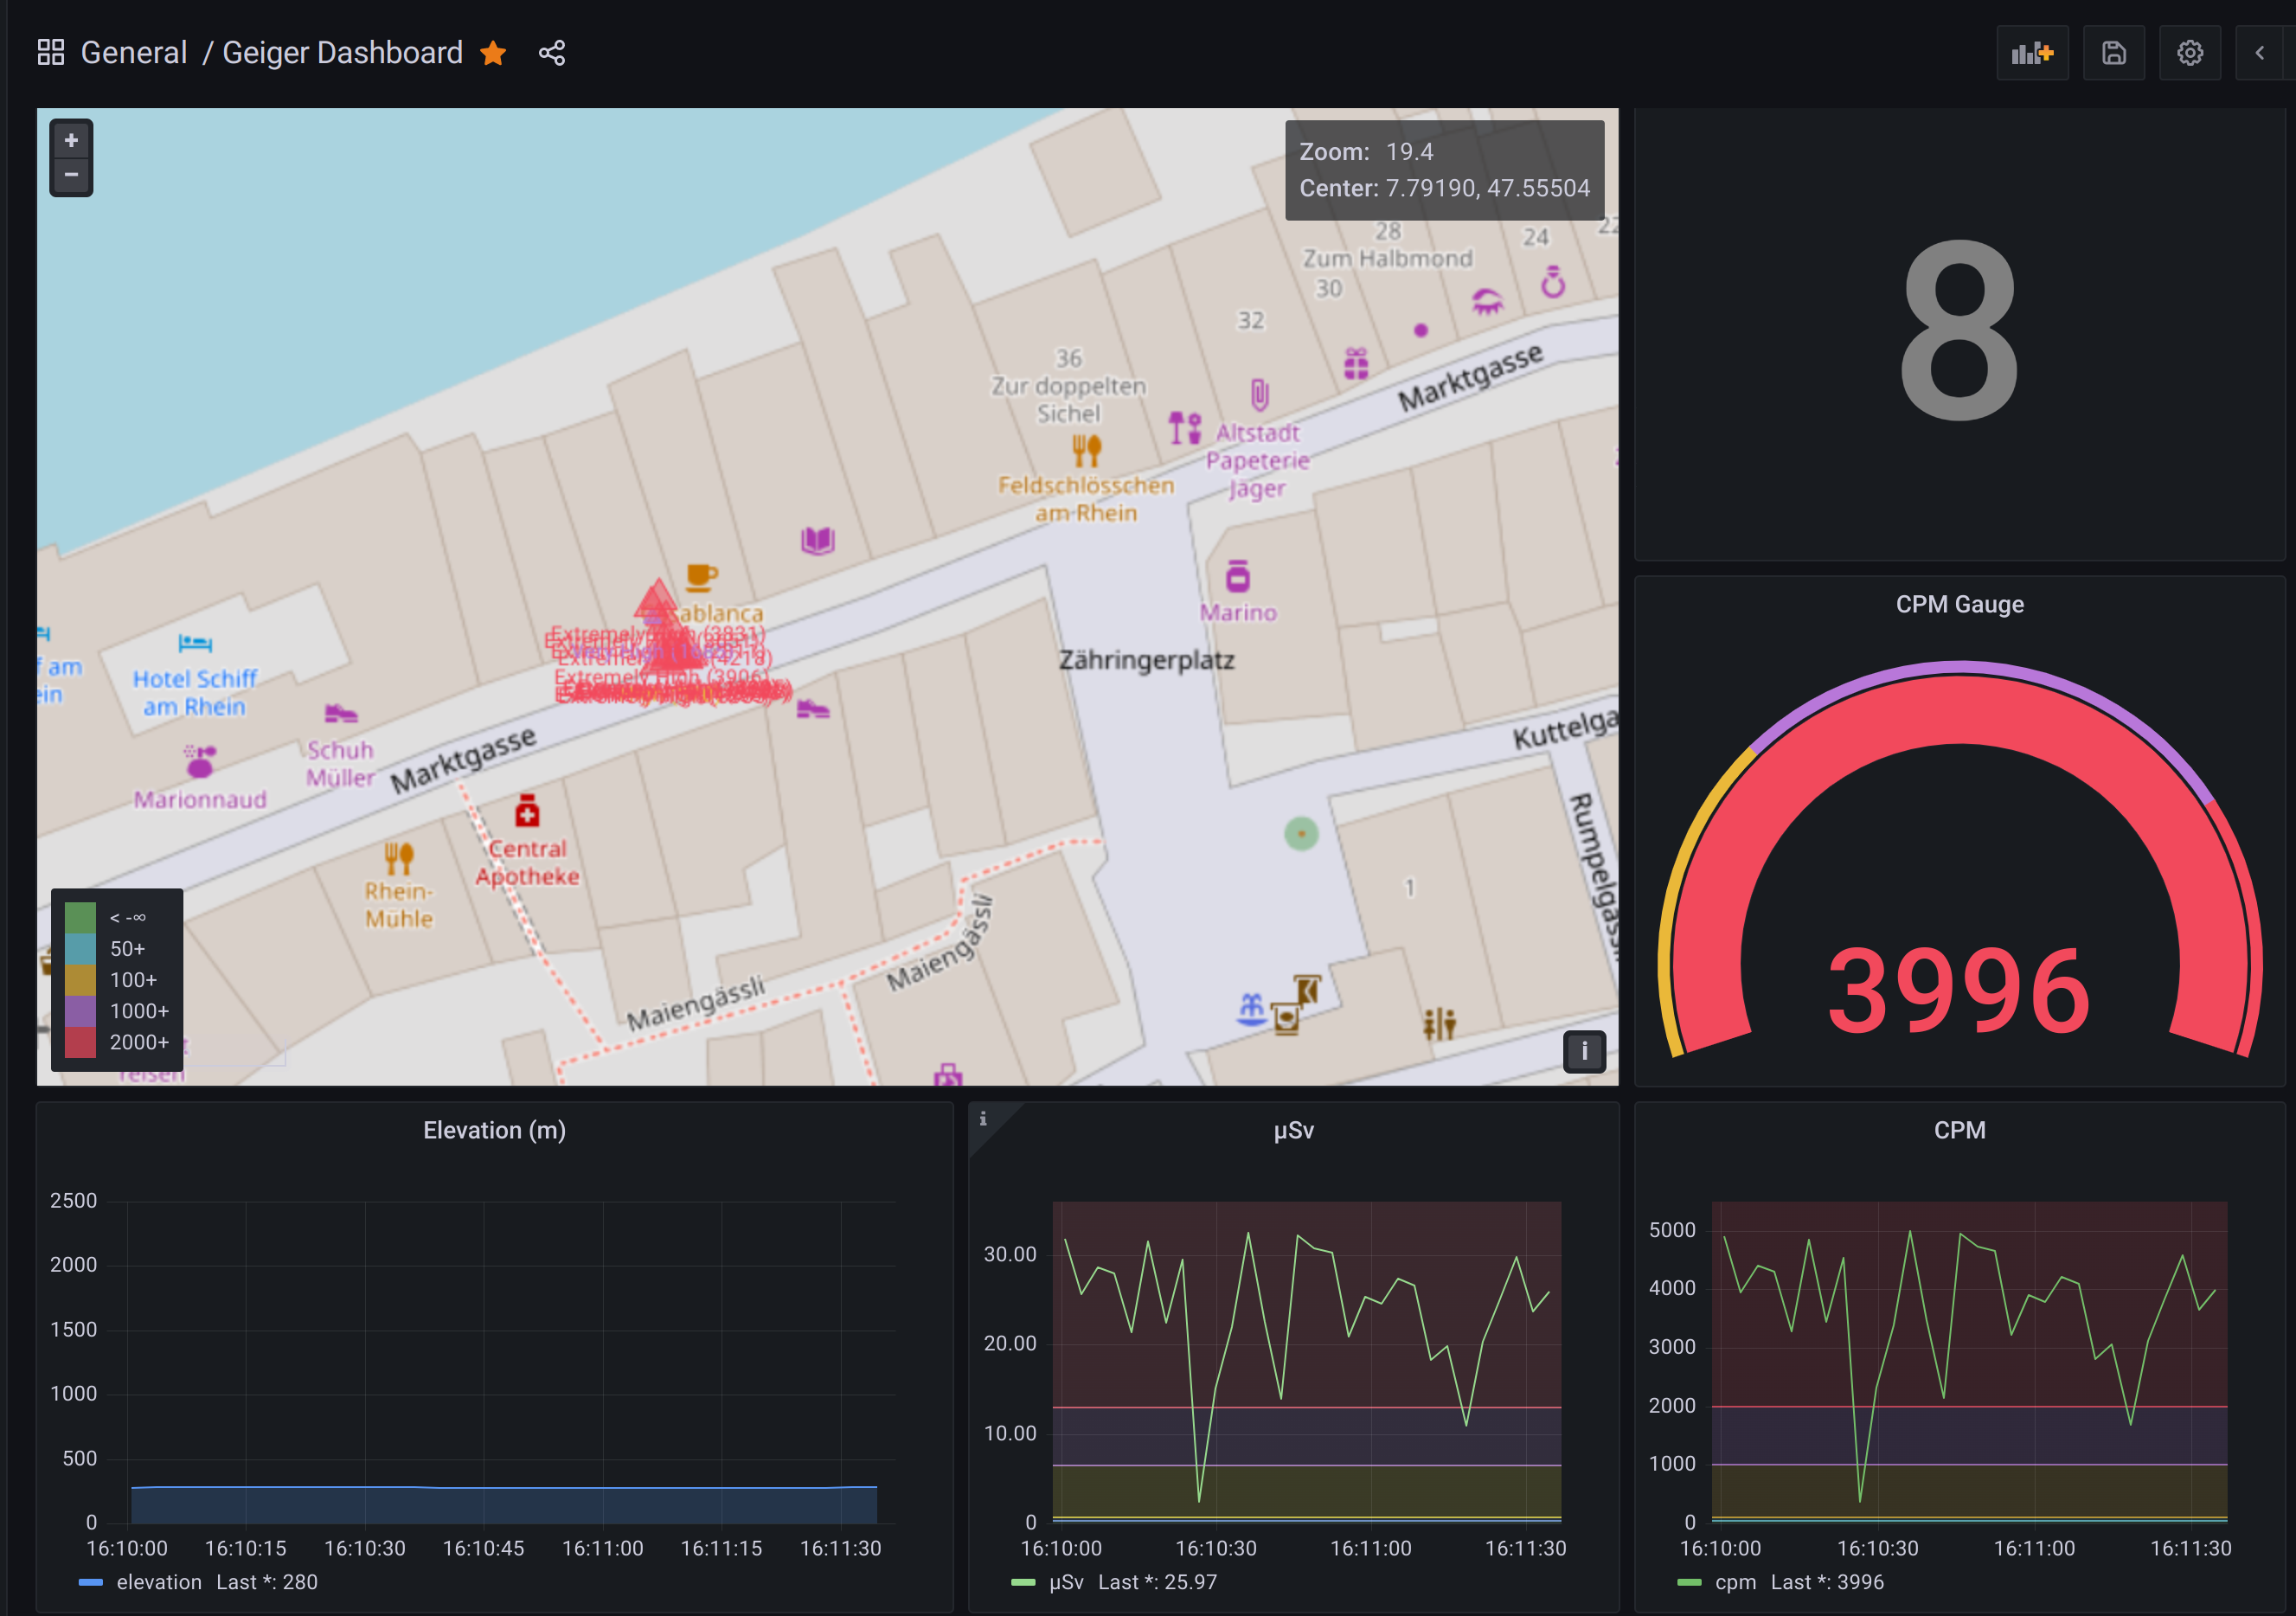 General / Geiger Dashboard
+
−
Zoom: 19.4
Center: 7.79190, 47.55504
28
Zum Halbmond
30
24
22
32
36
Zur doppelten
Sichel
Marktgasse
Altstadt
Papeterie
Jäger
Feldschlösschen
am Rhein
ablanca
Marino
Extremely High (3831)
Extremely High (3906)
Zähringerplatz
f am
ein
Hotel Schiff
am Rhein
Schuh
Müller
Marktgasse
Marionnaud
Kuttelga
Central
Apotheke
Rhein-
Mühle
Rumpelgäss
1
Maiengässli
Maiengässli
reisen
< -∞
50+
100+
1000+
2000+
i
8
CPM Gauge
3996
Elevation (m)
2500
2000
1500
1000
500
0
16:10:00 16:10:15 16:10:30 16:10:45 16:11:00 16:11:15 16:11:30
elevation Last *: 280
i
µSv
30.00
20.00
10.00
0
16:10:00 16:10:30 16:11:00 16:11:30
µSv Last *: 25.97
CPM
5000
4000
3000
2000
1000
0
16:10:00 16:10:30 16:11:00 16:11:30
cpm Last *: 3996